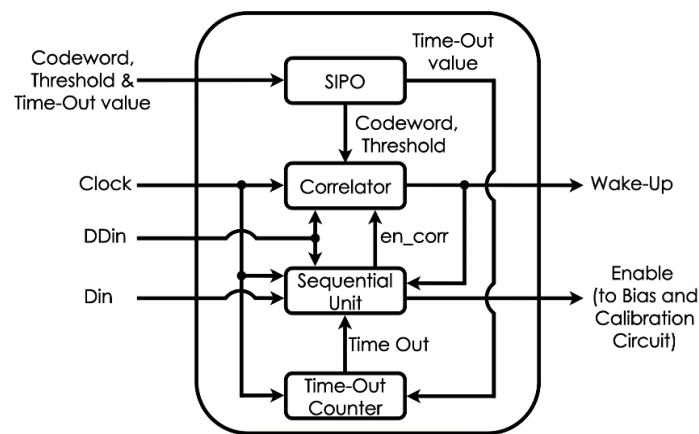 Codeword,
Threshold &
Time-Out value
Time-Out
value
SIPO
Codeword,
Threshold
Clock
Correlator
Wake-Up
DDin
en_corr
Din
Sequential
Unit
Enable
(to Bias and
Calibration
Circuit)
Time Out
Time-Out
Counter